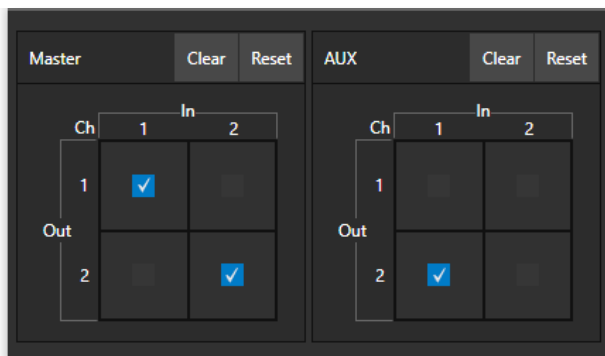 Master Clear Reset
In
Ch 1 2
1
Out
2
AUX Clear Reset
In
Ch 1 2
1
Out
2